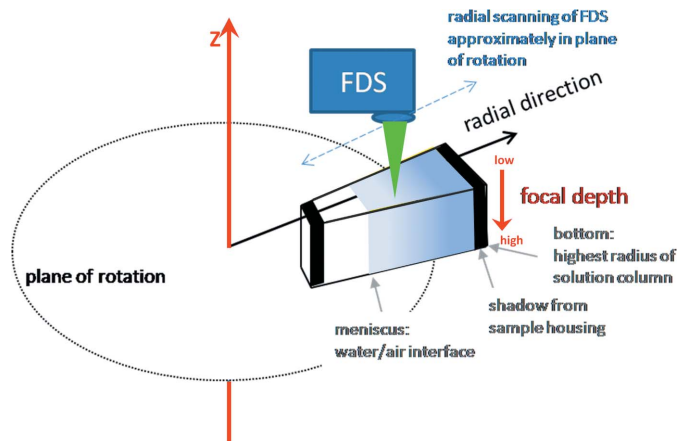 radial scanning of FDS
approximately in plane
of rotation
Z
FDS
radial direction
low
focal depth
high
bottom:
highest radius of
solution column
plane of rotation
shadow from
sample housing
meniscus:
water/air interface